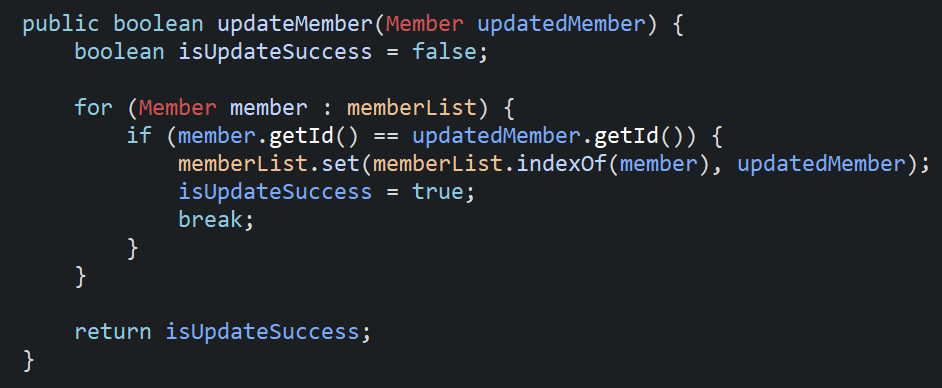 public boolean updateMember(Member updatedMember) {
    boolean isUpdateSuccess = false;

    for (Member member : memberList) {
        if (member.getId() == updatedMember.getId()) {
            memberList.set(memberList.indexOf(member), updatedMember);
            isUpdateSuccess = true;
            break;
        }
    }

    return isUpdateSuccess;
}